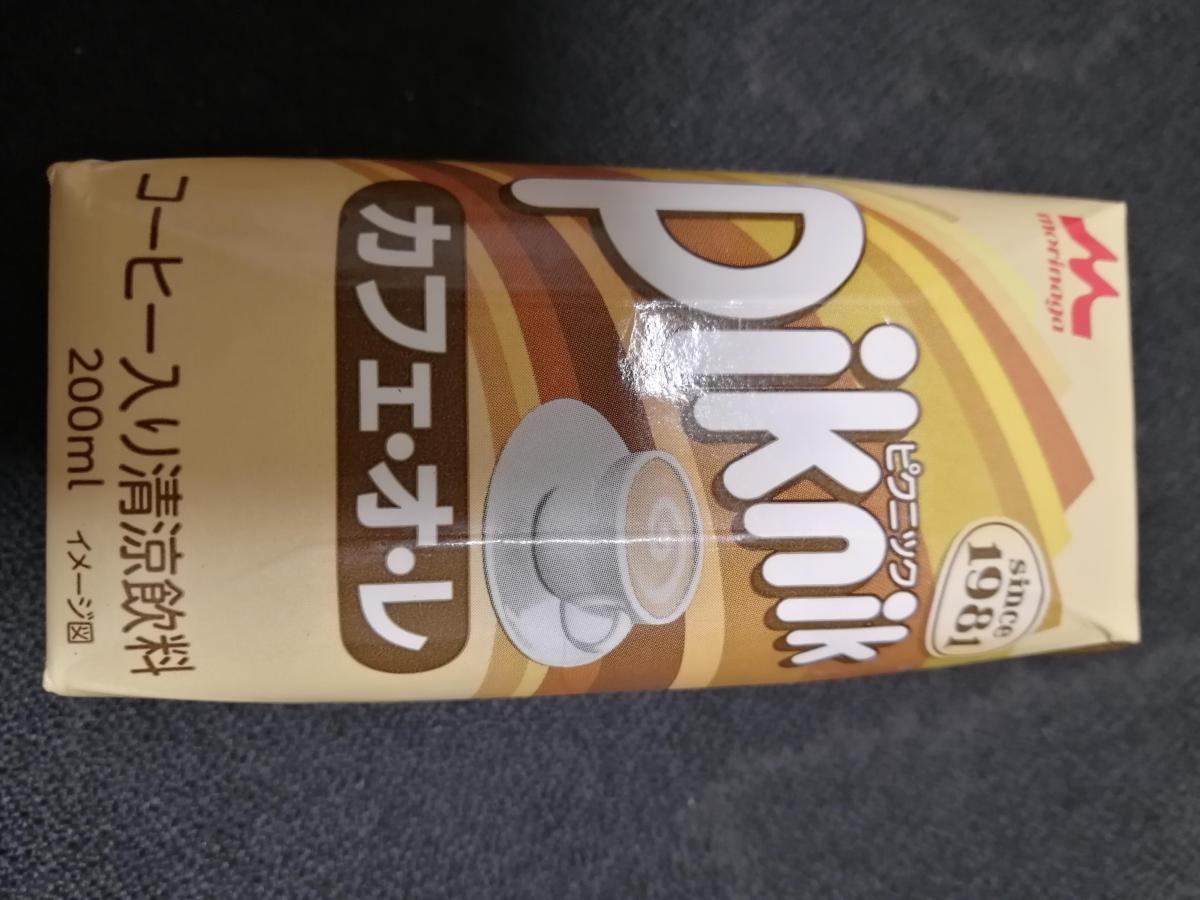 morinaga
since
1981
piknik
ピクニック
カフェ・オ・レ
コーヒー入り清涼飲料
200ml イメージ図